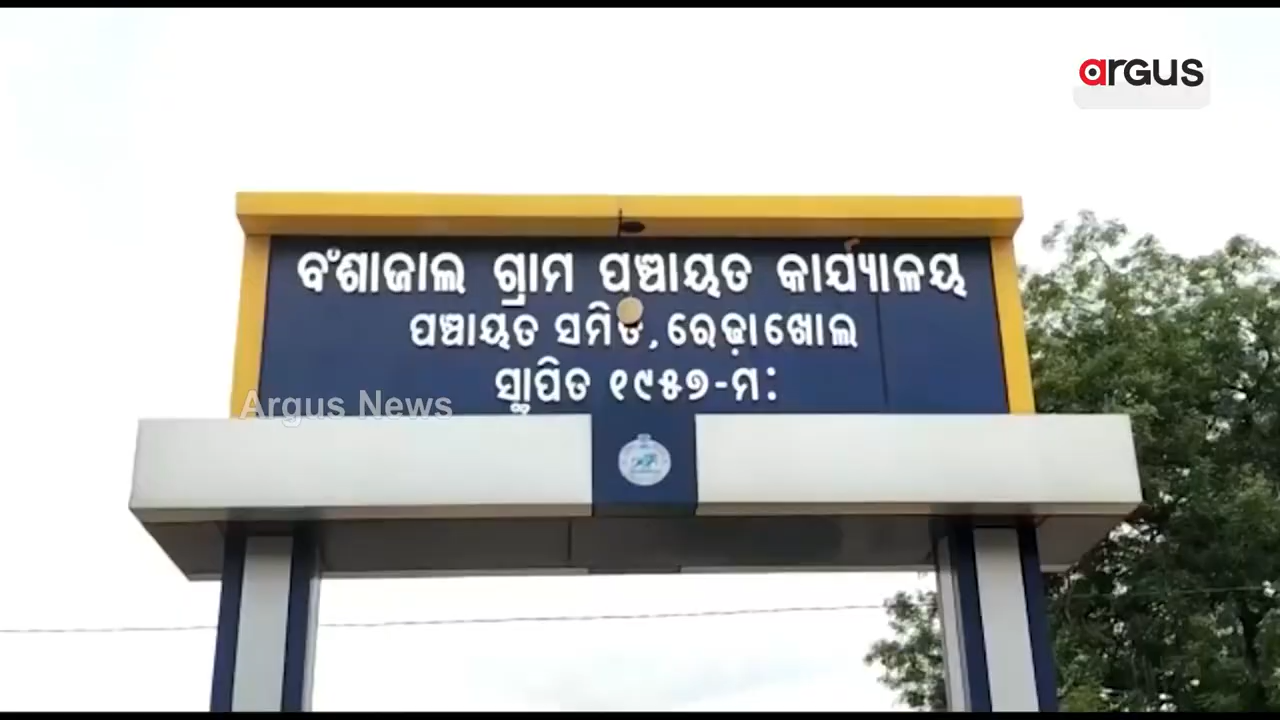 argus
ବଂଶାଜାଲ ଗ୍ରାମ ପଞ୍ଚାୟତ କାର୍ଯ୍ୟାଳୟ
ପଞ୍ଚାୟତ ସମିତି, ରେଢ଼ାଖୋଲ
ସ୍ଥାପିତ ୧୯୫୭-ମ:
Argus News